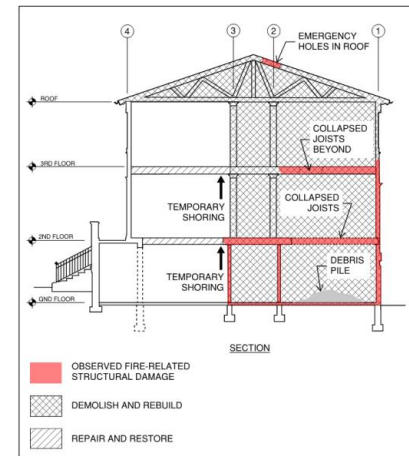 4 3 2 1
EMERGENCY
HOLES IN ROOF
ROOF
COLLAPSED
JOISTS
BEYOND
3RD FLOOR
TEMPORARY
SHORING
COLLAPSED
JOISTS
2ND FLOOR
TEMPORARY
SHORING
DEBRIS
PILE
GND FLOOR
SECTION
OBSERVED FIRE-RELATED
STRUCTURAL DAMAGE
DEMOLISH AND REBUILD
REPAIR AND RESTORE